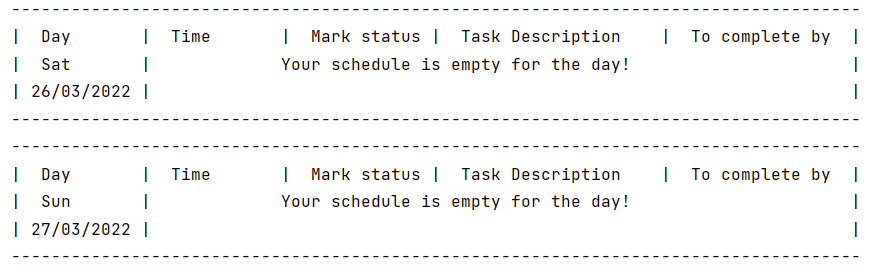 -------------------------------------------------------------------------------------
|  Day       |  Time       |  Mark status |  Task Description    |  To complete by  |
|  Sat       |             Your schedule is empty for the day!                      |
| 26/03/2022 |                                                                      |
-------------------------------------------------------------------------------------
-------------------------------------------------------------------------------------
|  Day       |  Time       |  Mark status |  Task Description    |  To complete by  |
|  Sun       |             Your schedule is empty for the day!                      |
| 27/03/2022 |                                                                      |
-------------------------------------------------------------------------------------